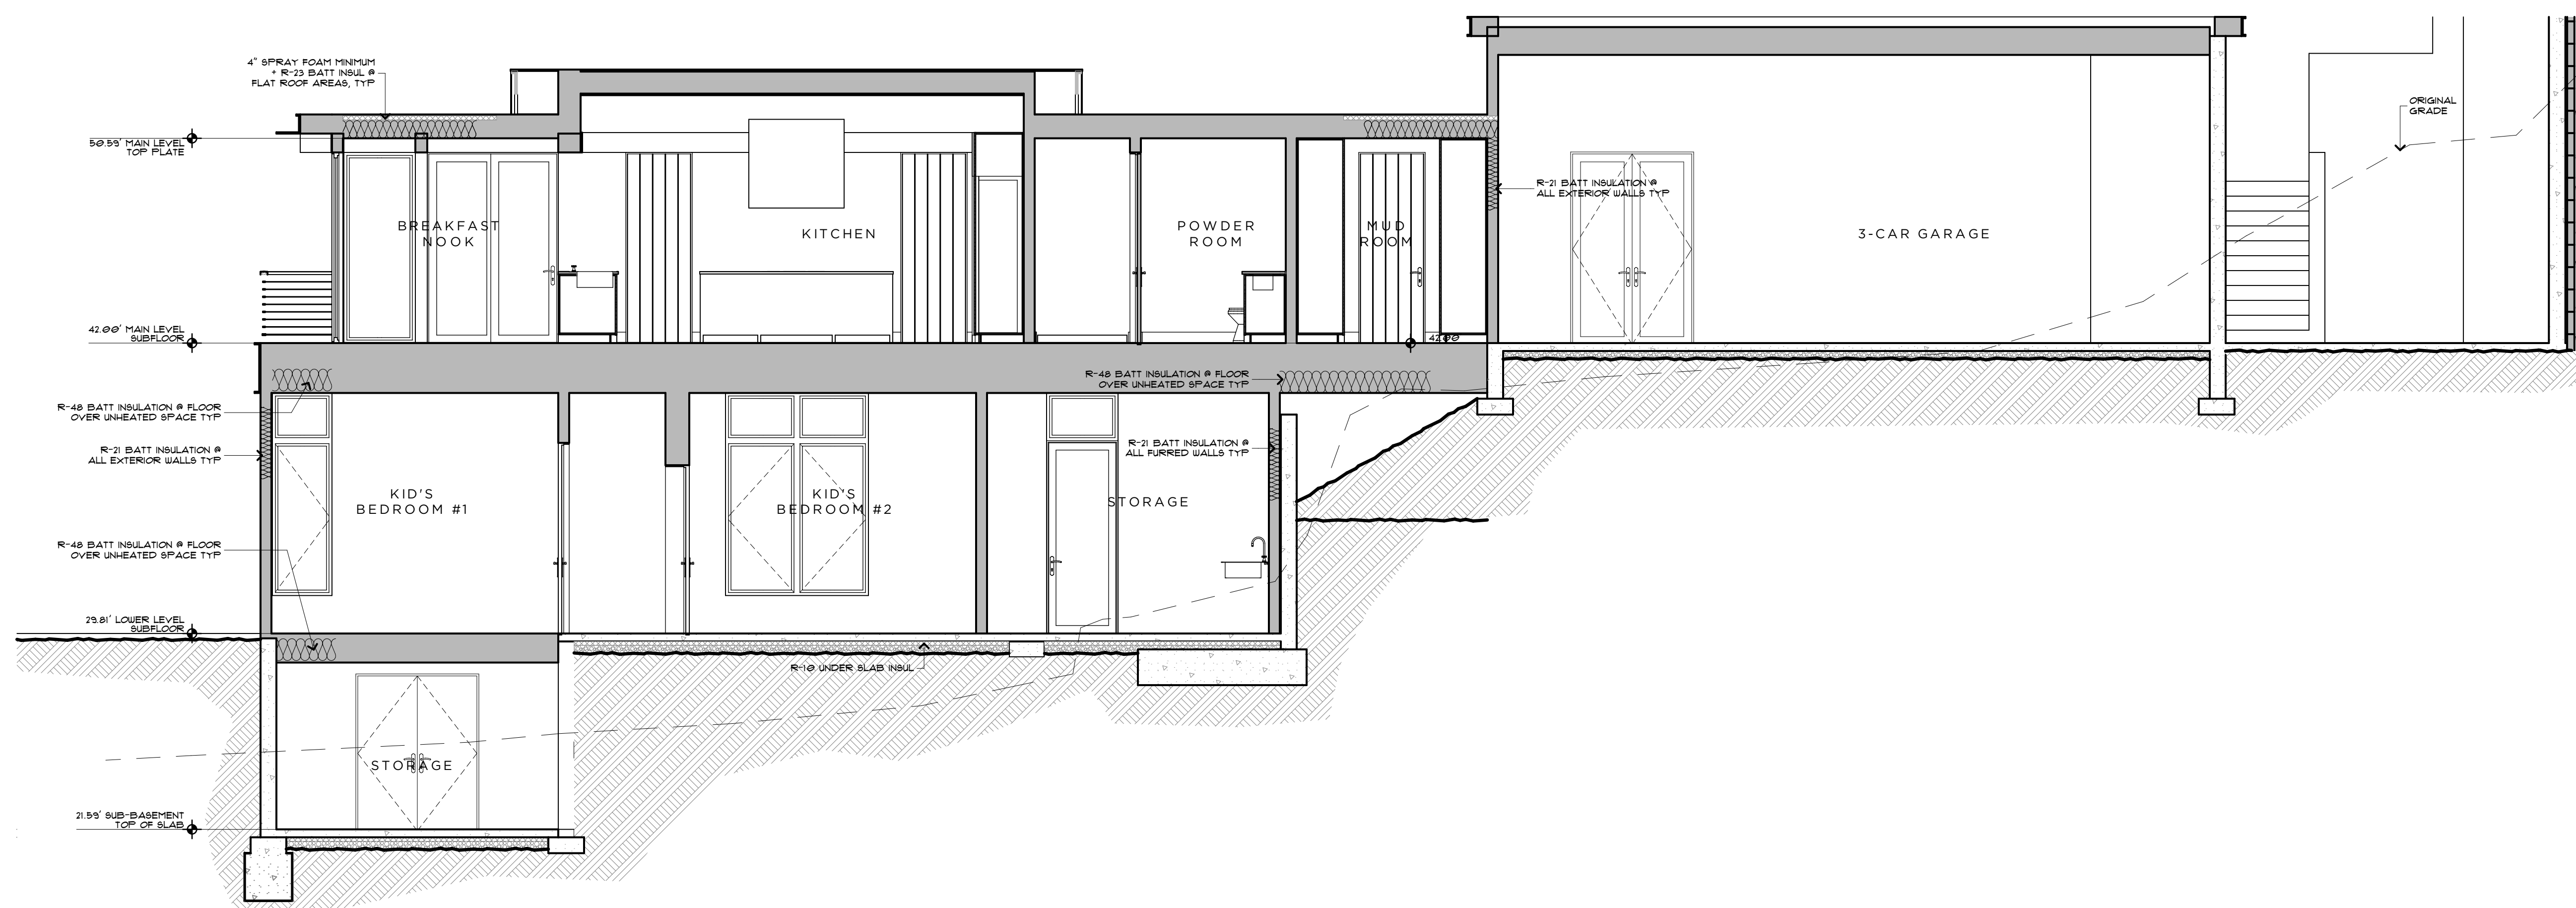 4" SPRAY FOAM MINIMUM
+ R-23 BATT INSUL @
FLAT ROOF AREAS, TYP
ORIGINAL
GRADE
50.59' MAIN LEVEL
TOP PLATE
R-21 BATT INSULATION @
ALL EXTERIOR WALLS TYP
BREAKFAST
NOOK
KITCHEN
POWDER
ROOM
MUD
ROOM
3-CAR GARAGE
42.00' MAIN LEVEL
SUBFLOOR
42.00
R-48 BATT INSULATION @ FLOOR
OVER UNHEATED SPACE TYP
R-48 BATT INSULATION @ FLOOR
OVER UNHEATED SPACE TYP
R-21 BATT INSULATION @
ALL EXTERIOR WALLS TYP
R-21 BATT INSULATION @
ALL FURRED WALLS TYP
KID'S
BEDROOM #1
KID'S
BEDROOM #2
STORAGE
R-48 BATT INSULATION @ FLOOR
OVER UNHEATED SPACE TYP
29.81' LOWER LEVEL
SUBFLOOR
R-10 UNDER SLAB INSUL
STORAGE
21.59' SUB-BASEMENT
TOP OF SLAB